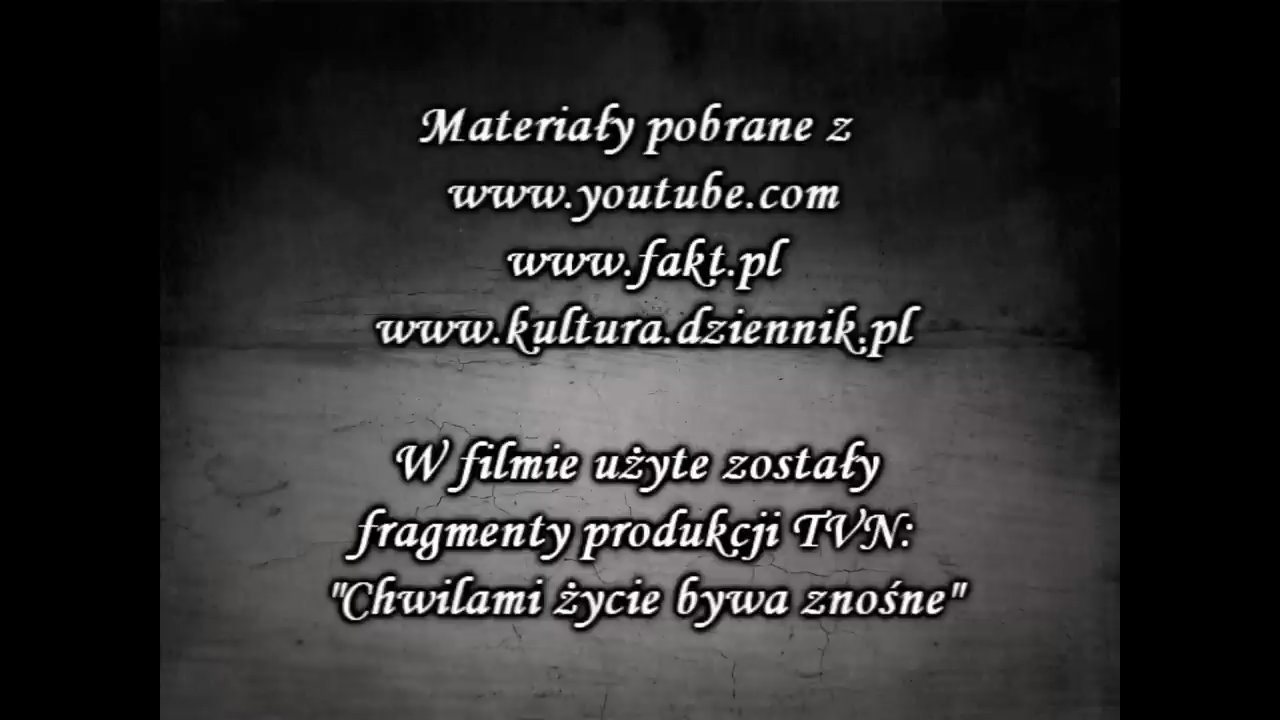 Materiały pobrane z
www.youtube.com
www.fakt.pl
www.kultura.dziennik.pl
W filmie użyte zostały
fragmenty produkcji TVN:
"Chwilami życie bywa znośne"